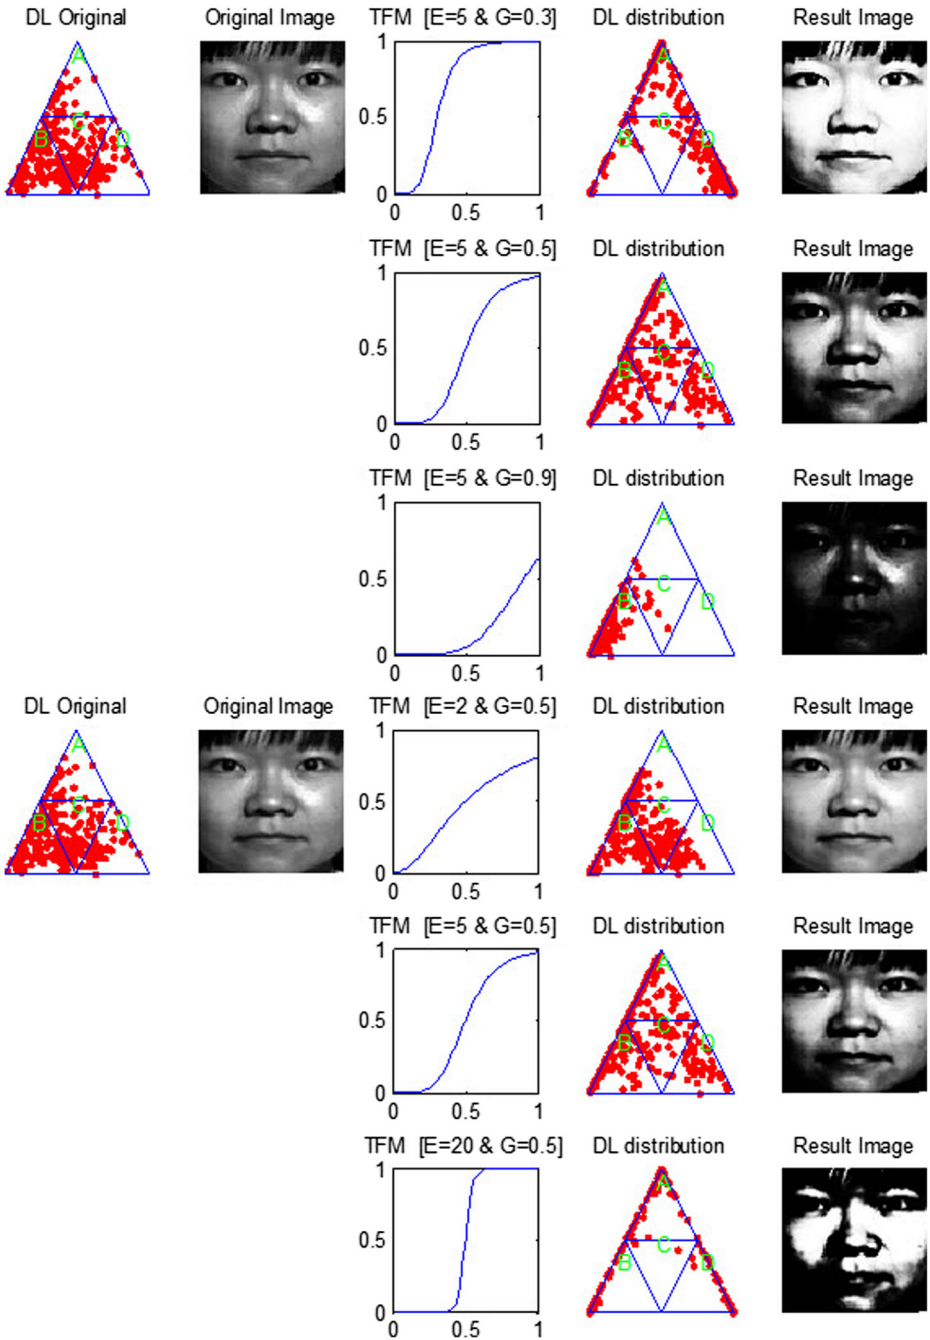 DL Original Original Image TFM [E=5 & G=0.3] DL distribution Result Image
A 1 A
0.5
B C D B C D
0
0 0.5 1
TFM [E=5 & G=0.5] DL distribution Result Image
1 A
0.5
B C D
0
0 0.5 1
TFM [E=5 & G=0.9] DL distribution Result Image
1 A
0.5
B C D
0
0 0.5 1
DL Original Original Image TFM [E=2 & G=0.5] DL distribution Result Image
A 1 A
0.5
B C D B C D
0
0 0.5 1
TFM [E=5 & G=0.5] DL distribution Result Image
1 A
0.5
B C D
0
0 0.5 1
TFM [E=20 & G=0.5] DL distribution Result Image
1 A
0.5
B C D
0
0 0.5 1